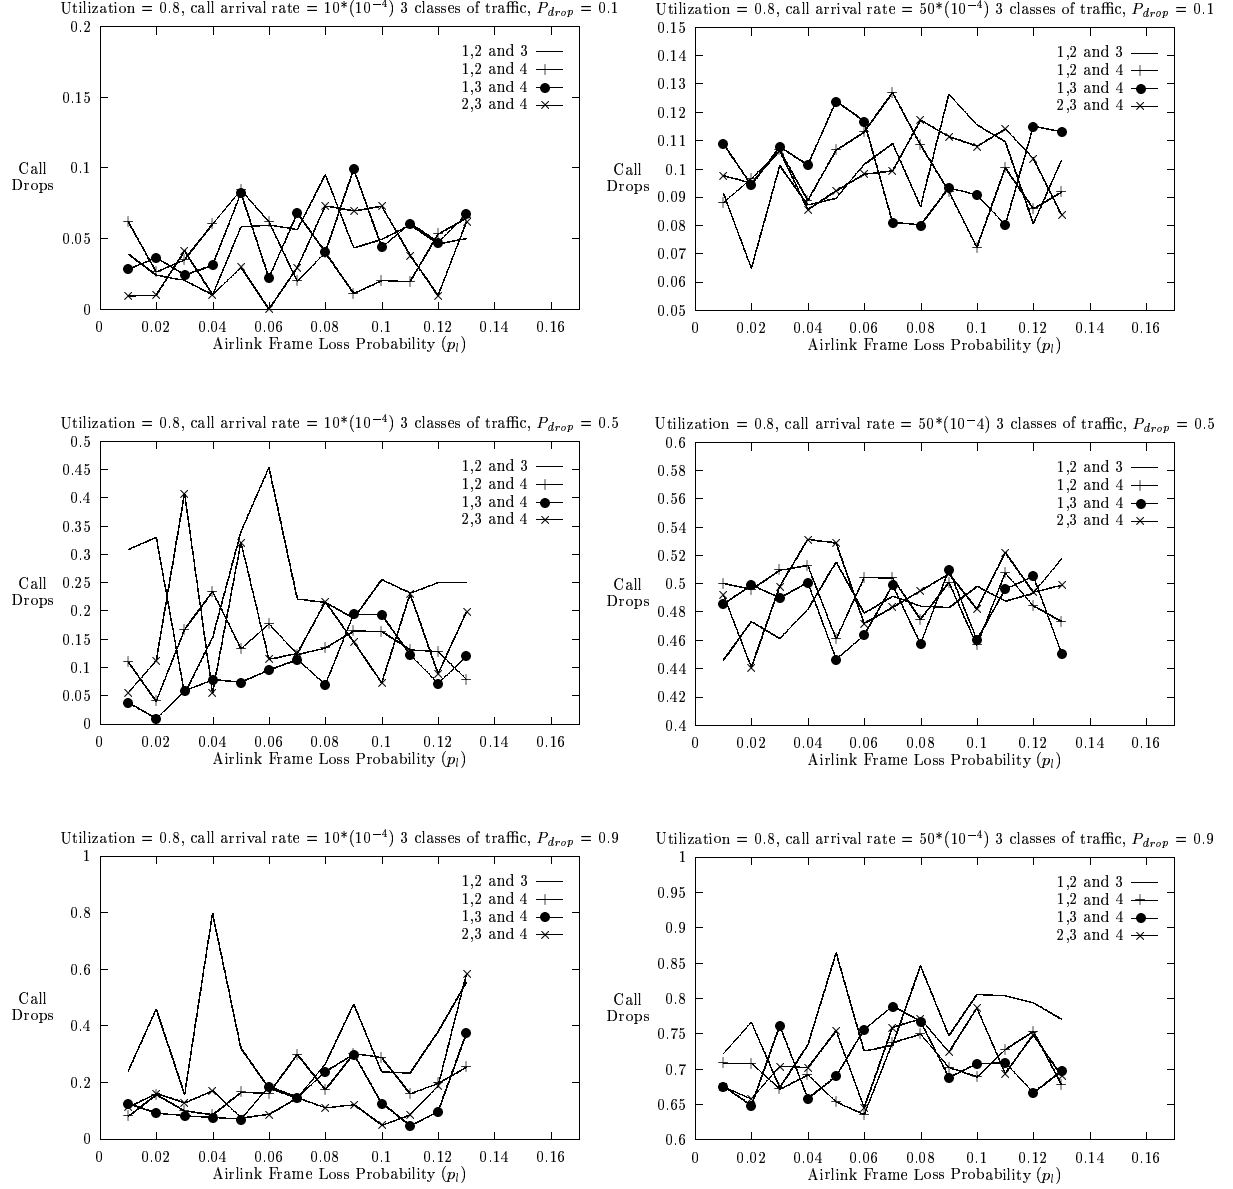 Utilization = 0.8, call arrival rate = 10*(10⁻⁴) 3 classes of traffic, P_drop = 0.1
0.2
0.15
0.1
0.05
0
Call
Drops
1,2 and 3
1,2 and 4
1,3 and 4
2,3 and 4
0 0.02 0.04 0.06 0.08 0.1 0.12 0.14 0.16
Airlink Frame Loss Probability (p_l)
Utilization = 0.8, call arrival rate = 50*(10⁻⁴) 3 classes of traffic, P_drop = 0.1
0.15
0.14
0.13
0.12
0.11
0.1
0.09
0.08
0.07
0.06
0.05
Call
Drops
1,2 and 3
1,2 and 4
1,3 and 4
2,3 and 4
0 0.02 0.04 0.06 0.08 0.1 0.12 0.14 0.16
Airlink Frame Loss Probability (p_l)
Utilization = 0.8, call arrival rate = 10*(10⁻⁴) 3 classes of traffic, P_drop = 0.5
0.5
0.45
0.4
0.35
0.3
0.25
0.2
0.15
0.1
0.05
0
Call
Drops
1,2 and 3
1,2 and 4
1,3 and 4
2,3 and 4
0 0.02 0.04 0.06 0.08 0.1 0.12 0.14 0.16
Airlink Frame Loss Probability (p_l)
Utilization = 0.8, call arrival rate = 50*(10⁻4) 3 classes of traffic, P_drop = 0.5
0.6
0.58
0.56
0.54
0.52
0.5
0.48
0.46
0.44
0.42
0.4
Call
Drops
1,2 and 3
1,2 and 4
1,3 and 4
2,3 and 4
0 0.02 0.04 0.06 0.08 0.1 0.12 0.14 0.16
Airlink Frame Loss Probability (p_l)
Utilization = 0.8, call arrival rate = 10*(10⁻⁴) 3 classes of traffic, P_drop = 0.9
1
0.8
0.6
0.4
0.2
0
Call
Drops
1,2 and 3
1,2 and 4
1,3 and 4
2,3 and 4
0 0.02 0.04 0.06 0.08 0.1 0.12 0.14 0.16
Airlink Frame Loss Probability (p_l)
Utilization = 0.8, call arrival rate = 50*(10⁻⁴) 3 classes of traffic, P_drop = 0.9
1
0.95
0.9
0.85
0.8
0.75
0.7
0.65
0.6
Call
Drops
1,2 and 3
1,2 and 4
1,3 and 4
2,3 and 4
0 0.02 0.04 0.06 0.08 0.1 0.12 0.14 0.16
Airlink Frame Loss Probability (p_l)